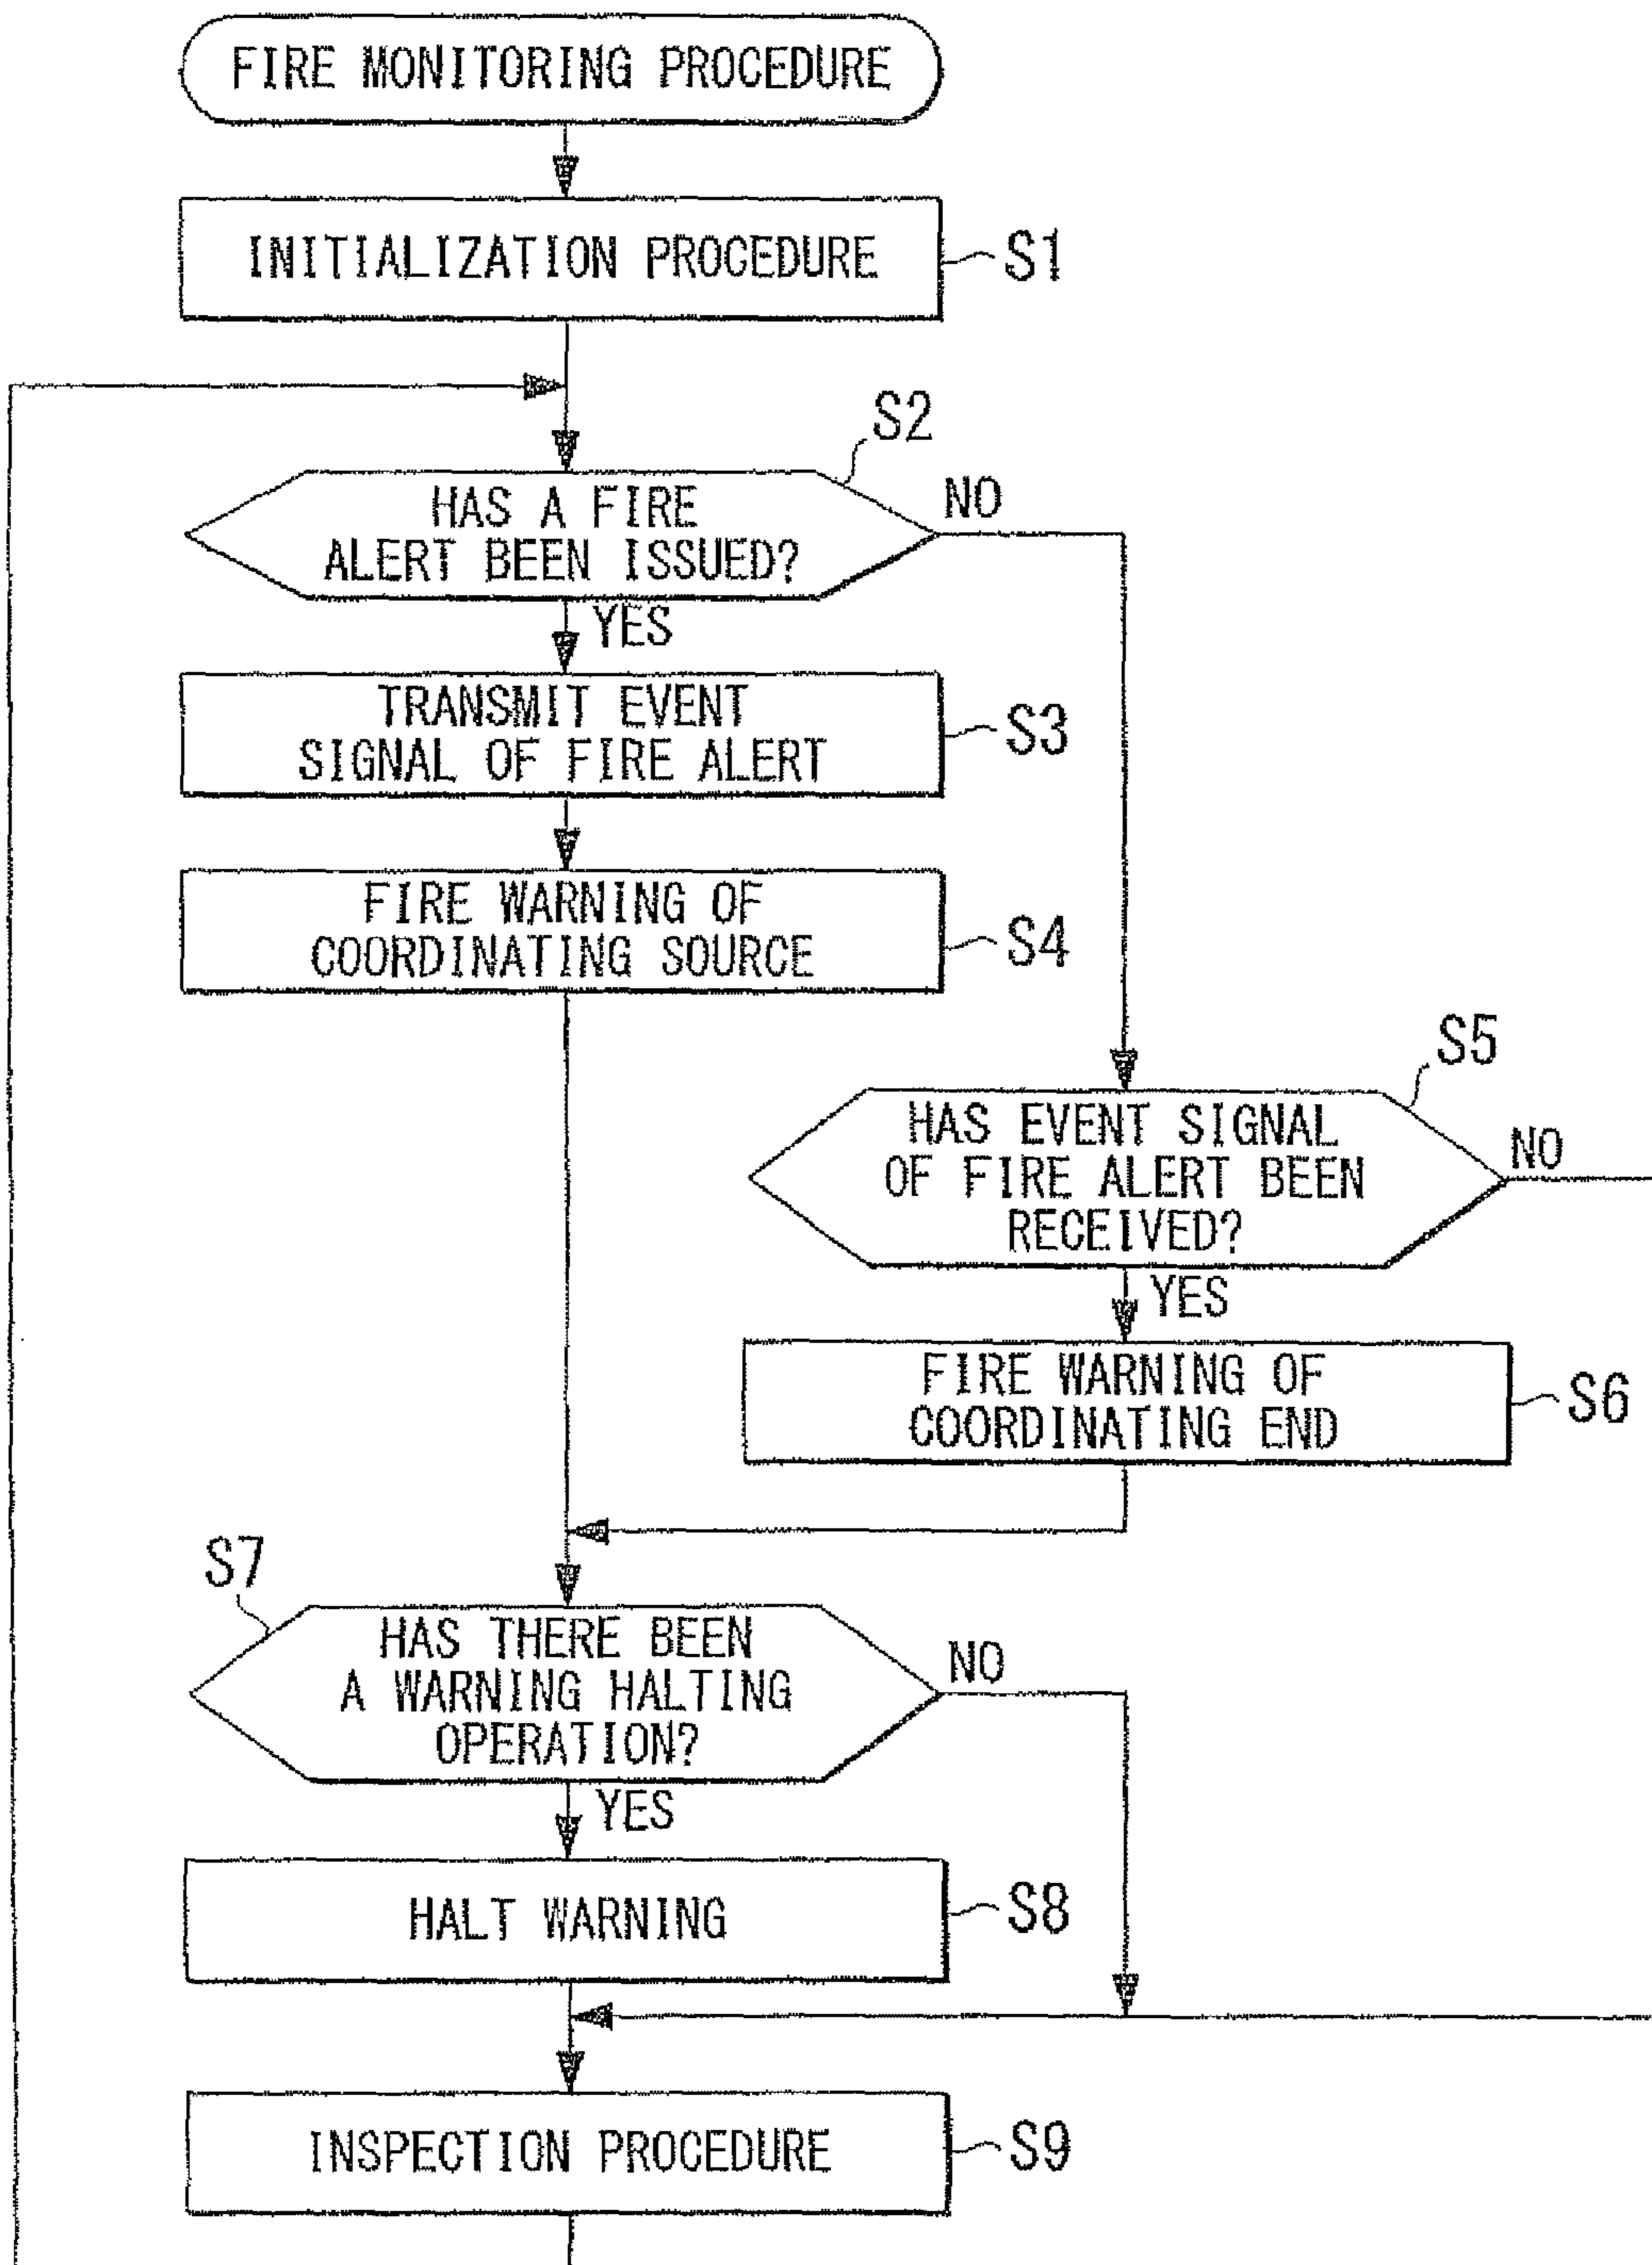 FIRE MONITORING PROCEDURE
INITIALIZATION PROCEDURE
S1
S2
HAS A FIRE
ALERT BEEN ISSUED?
NO
YES
TRANSMIT EVENT
SIGNAL OF FIRE ALERT
S3
FIRE WARNING OF
COORDINATING SOURCE
S4
S5
HAS EVENT SIGNAL
OF FIRE ALERT BEEN
RECEIVED?
NO
YES
FIRE WARNING OF
COORDINATING END
S6
S7
HAS THERE BEEN
A WARNING HALTING
OPERATION?
NO
YES
HALT WARNING
S8
INSPECTION PROCEDURE
S9